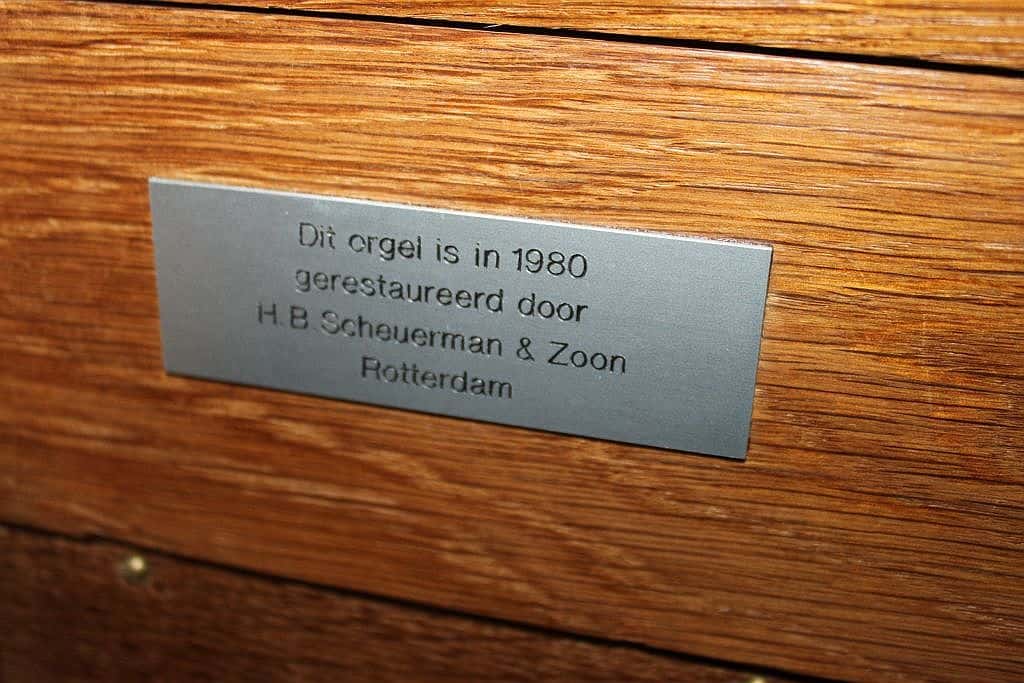 Dit orgel is in 1980
gerestaureerd door
H.B. Scheuerman & Zoon
Rotterdam